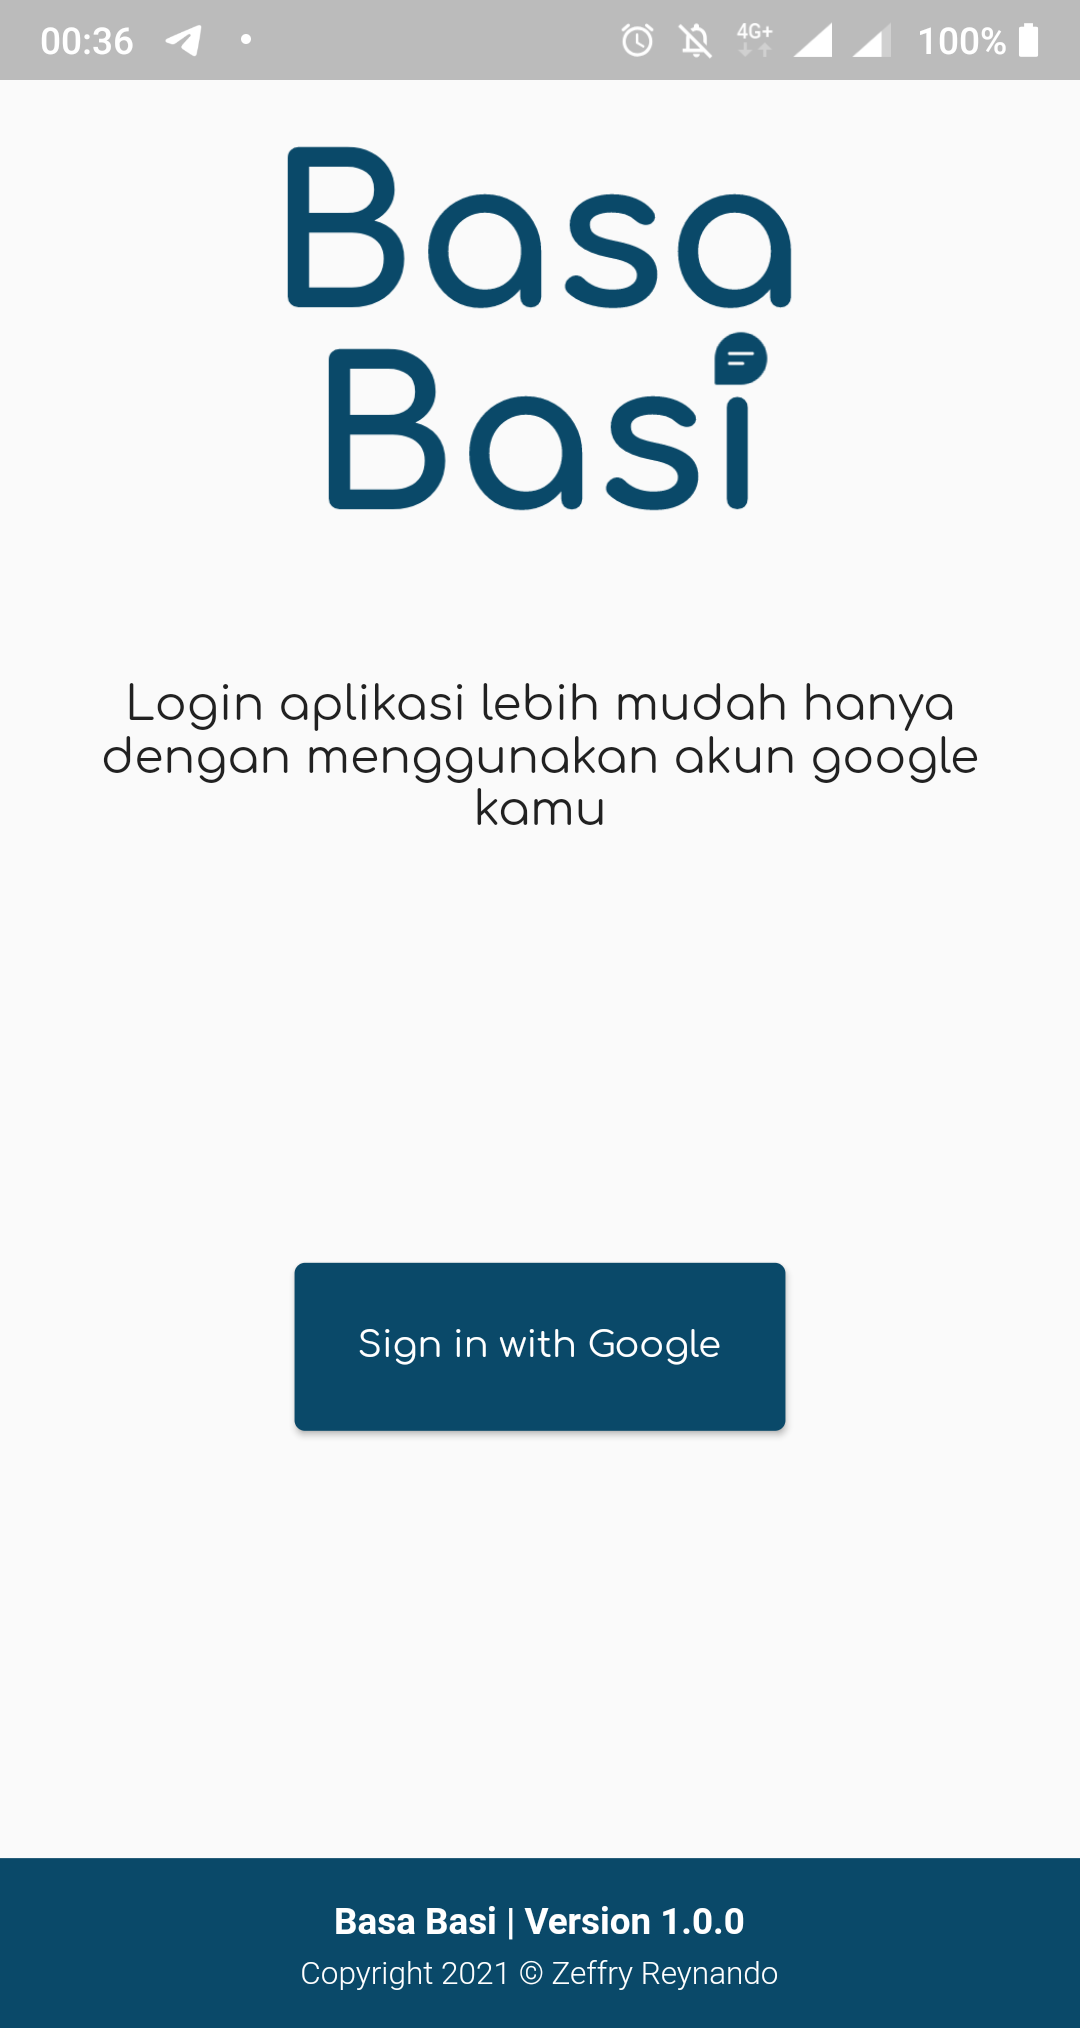 00:36
4G+
100%
Basa
Basi
Login aplikasi lebih mudah hanya
dengan menggunakan akun google
kamu
Sign in with Google
Basa Basi | Version 1.0.0
Copyright 2021 © Zeffry Reynando